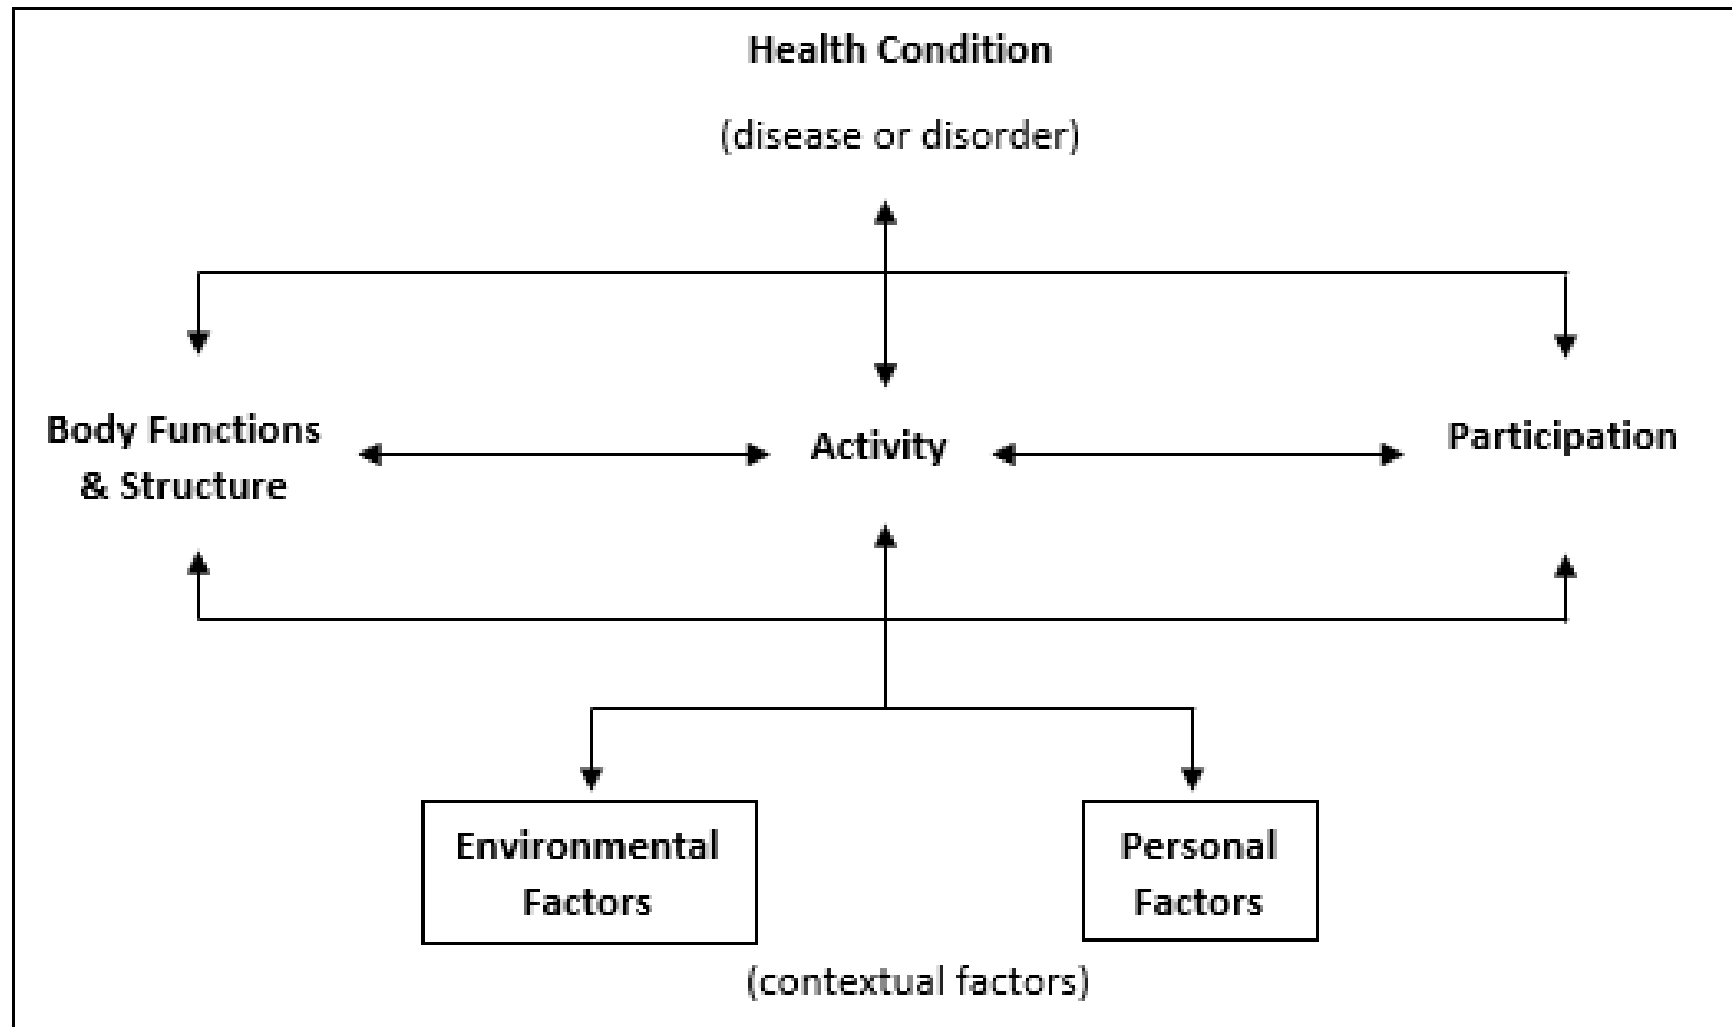 Health Condition
(disease or disorder)
Body Functions
& Structure
Activity
Participation
Environmental
Factors
Personal
Factors
(contextual factors)